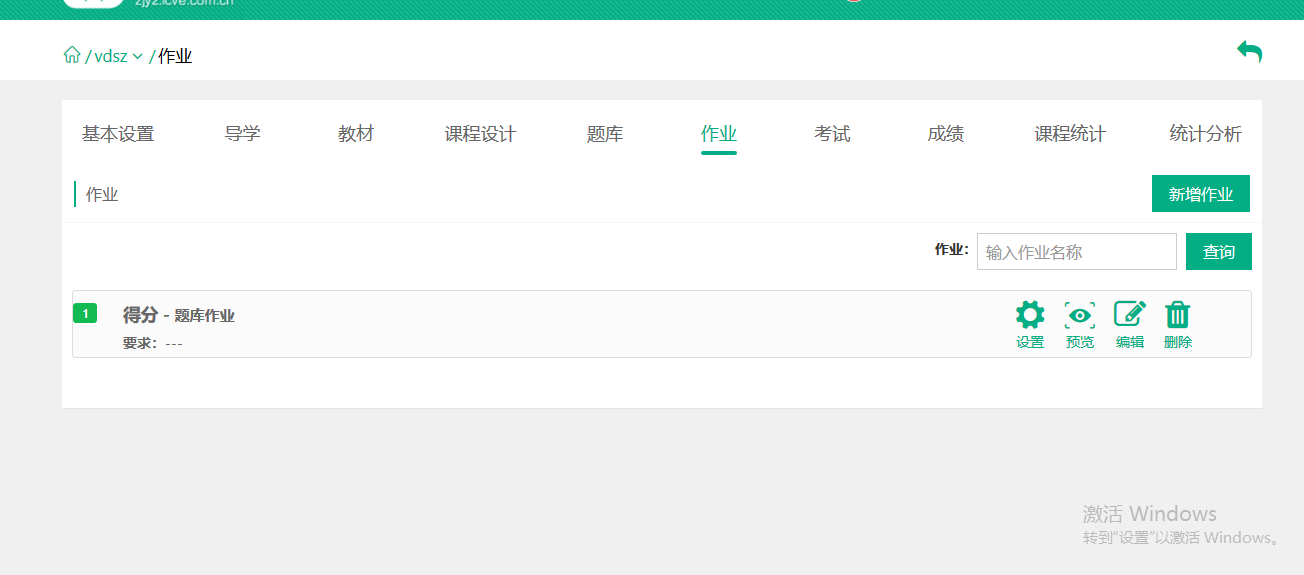 zjy2.icve.com.cn
/ vdsz / 作业
基本设置 导学 教材 课程设计 题库 作业 考试 成绩 课程统计 统计分析
作业 新增作业
作业: 输入作业名称 查询
1 得分 - 题库作业
要求: ---
设置 预览 编辑 删除
激活 Windows
转到"设置"以激活 Windows。